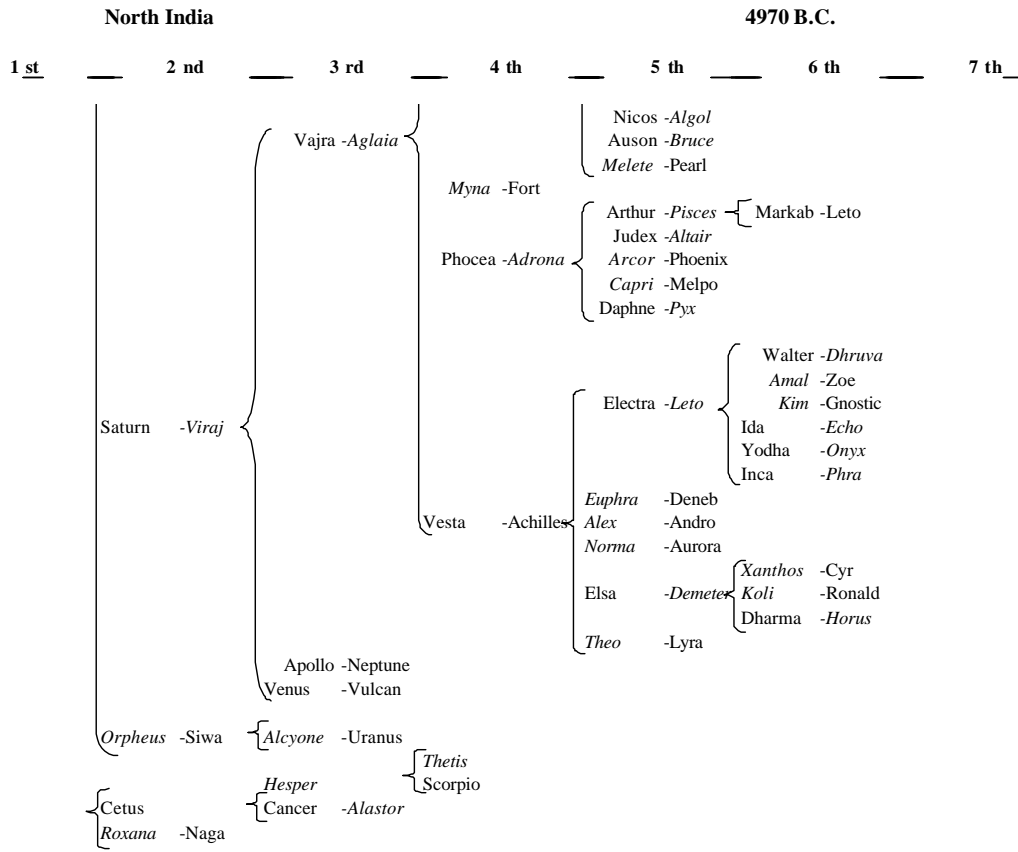 North India 4970 B.C.
1 st 2 nd 3 rd 4 th 5 th 6 th 7 th
Nicos -Algol
Vajra -Aglaia Auson -Bruce
Melete -Pearl
Myna -Fort
Arthur -Pisces Markab -Leto
Judex -Altair
Phocea -Adrona Arcor -Phoenix
Capri -Melpo
Daphne -Pyx
Walter -Dhruva
Amal -Zoe
Electra -Leto Kim -Gnostic
Saturn -Viraj Ida -Echo
Yodha -Onyx
Inca -Phra
Euphra -Deneb
Vesta -Achilles Alex -Andro
Norma -Aurora
Xanthos -Cyr
Elsa -Demeter Koli -Ronald
Dharma -Horus
Theo -Lyra
Apollo -Neptune
Venus -Vulcan
Orpheus -Siwa Alcyone -Uranus
Thetis
Hesper Scorpio
Cetus Cancer -Alastor
Roxana -Naga